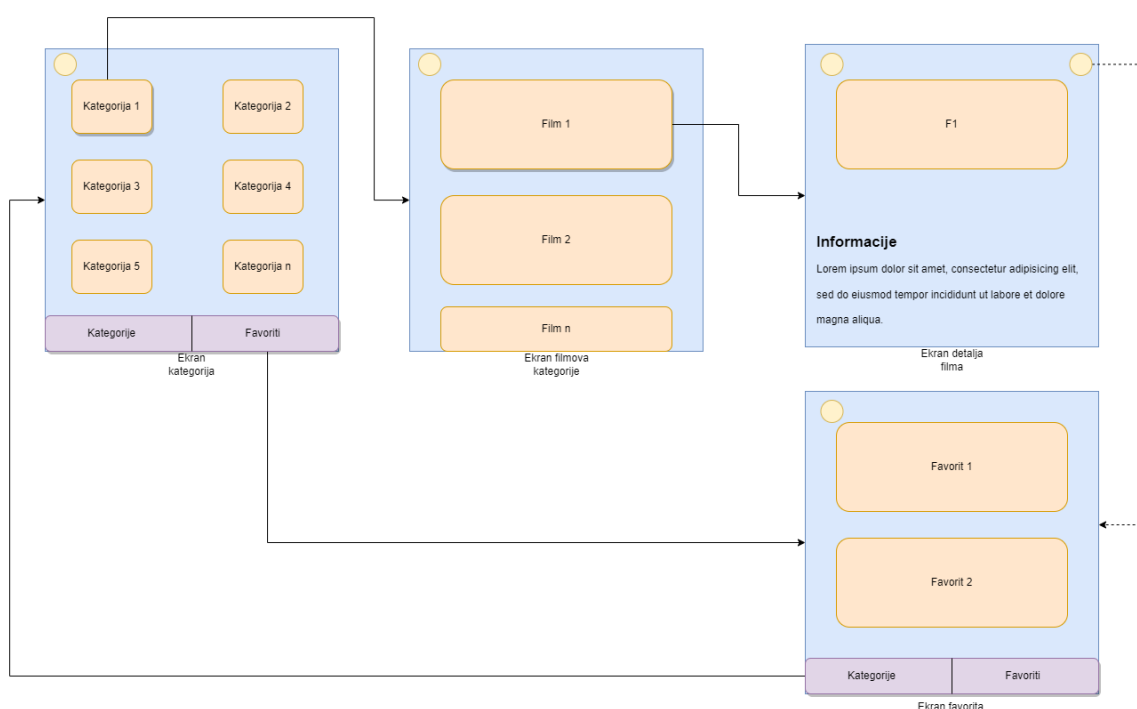 Kategorija 1
Kategorija 2
Kategorija 3
Kategorija 4
Kategorija 5
Kategorija n
Kategorije
Favoriti
Ekran
kategorija
Film 1
Film 2
Film n
Ekran filmova
kategorije
F1
Informacije
Lorem ipsum dolor sit amet, consectetur adipisicing elit,
sed do eiusmod tempor incididunt ut labore et dolore
magna aliqua.
Ekran detalja
filma
Favorit 1
Favorit 2
Kategorije
Favoriti
Ekran favorita